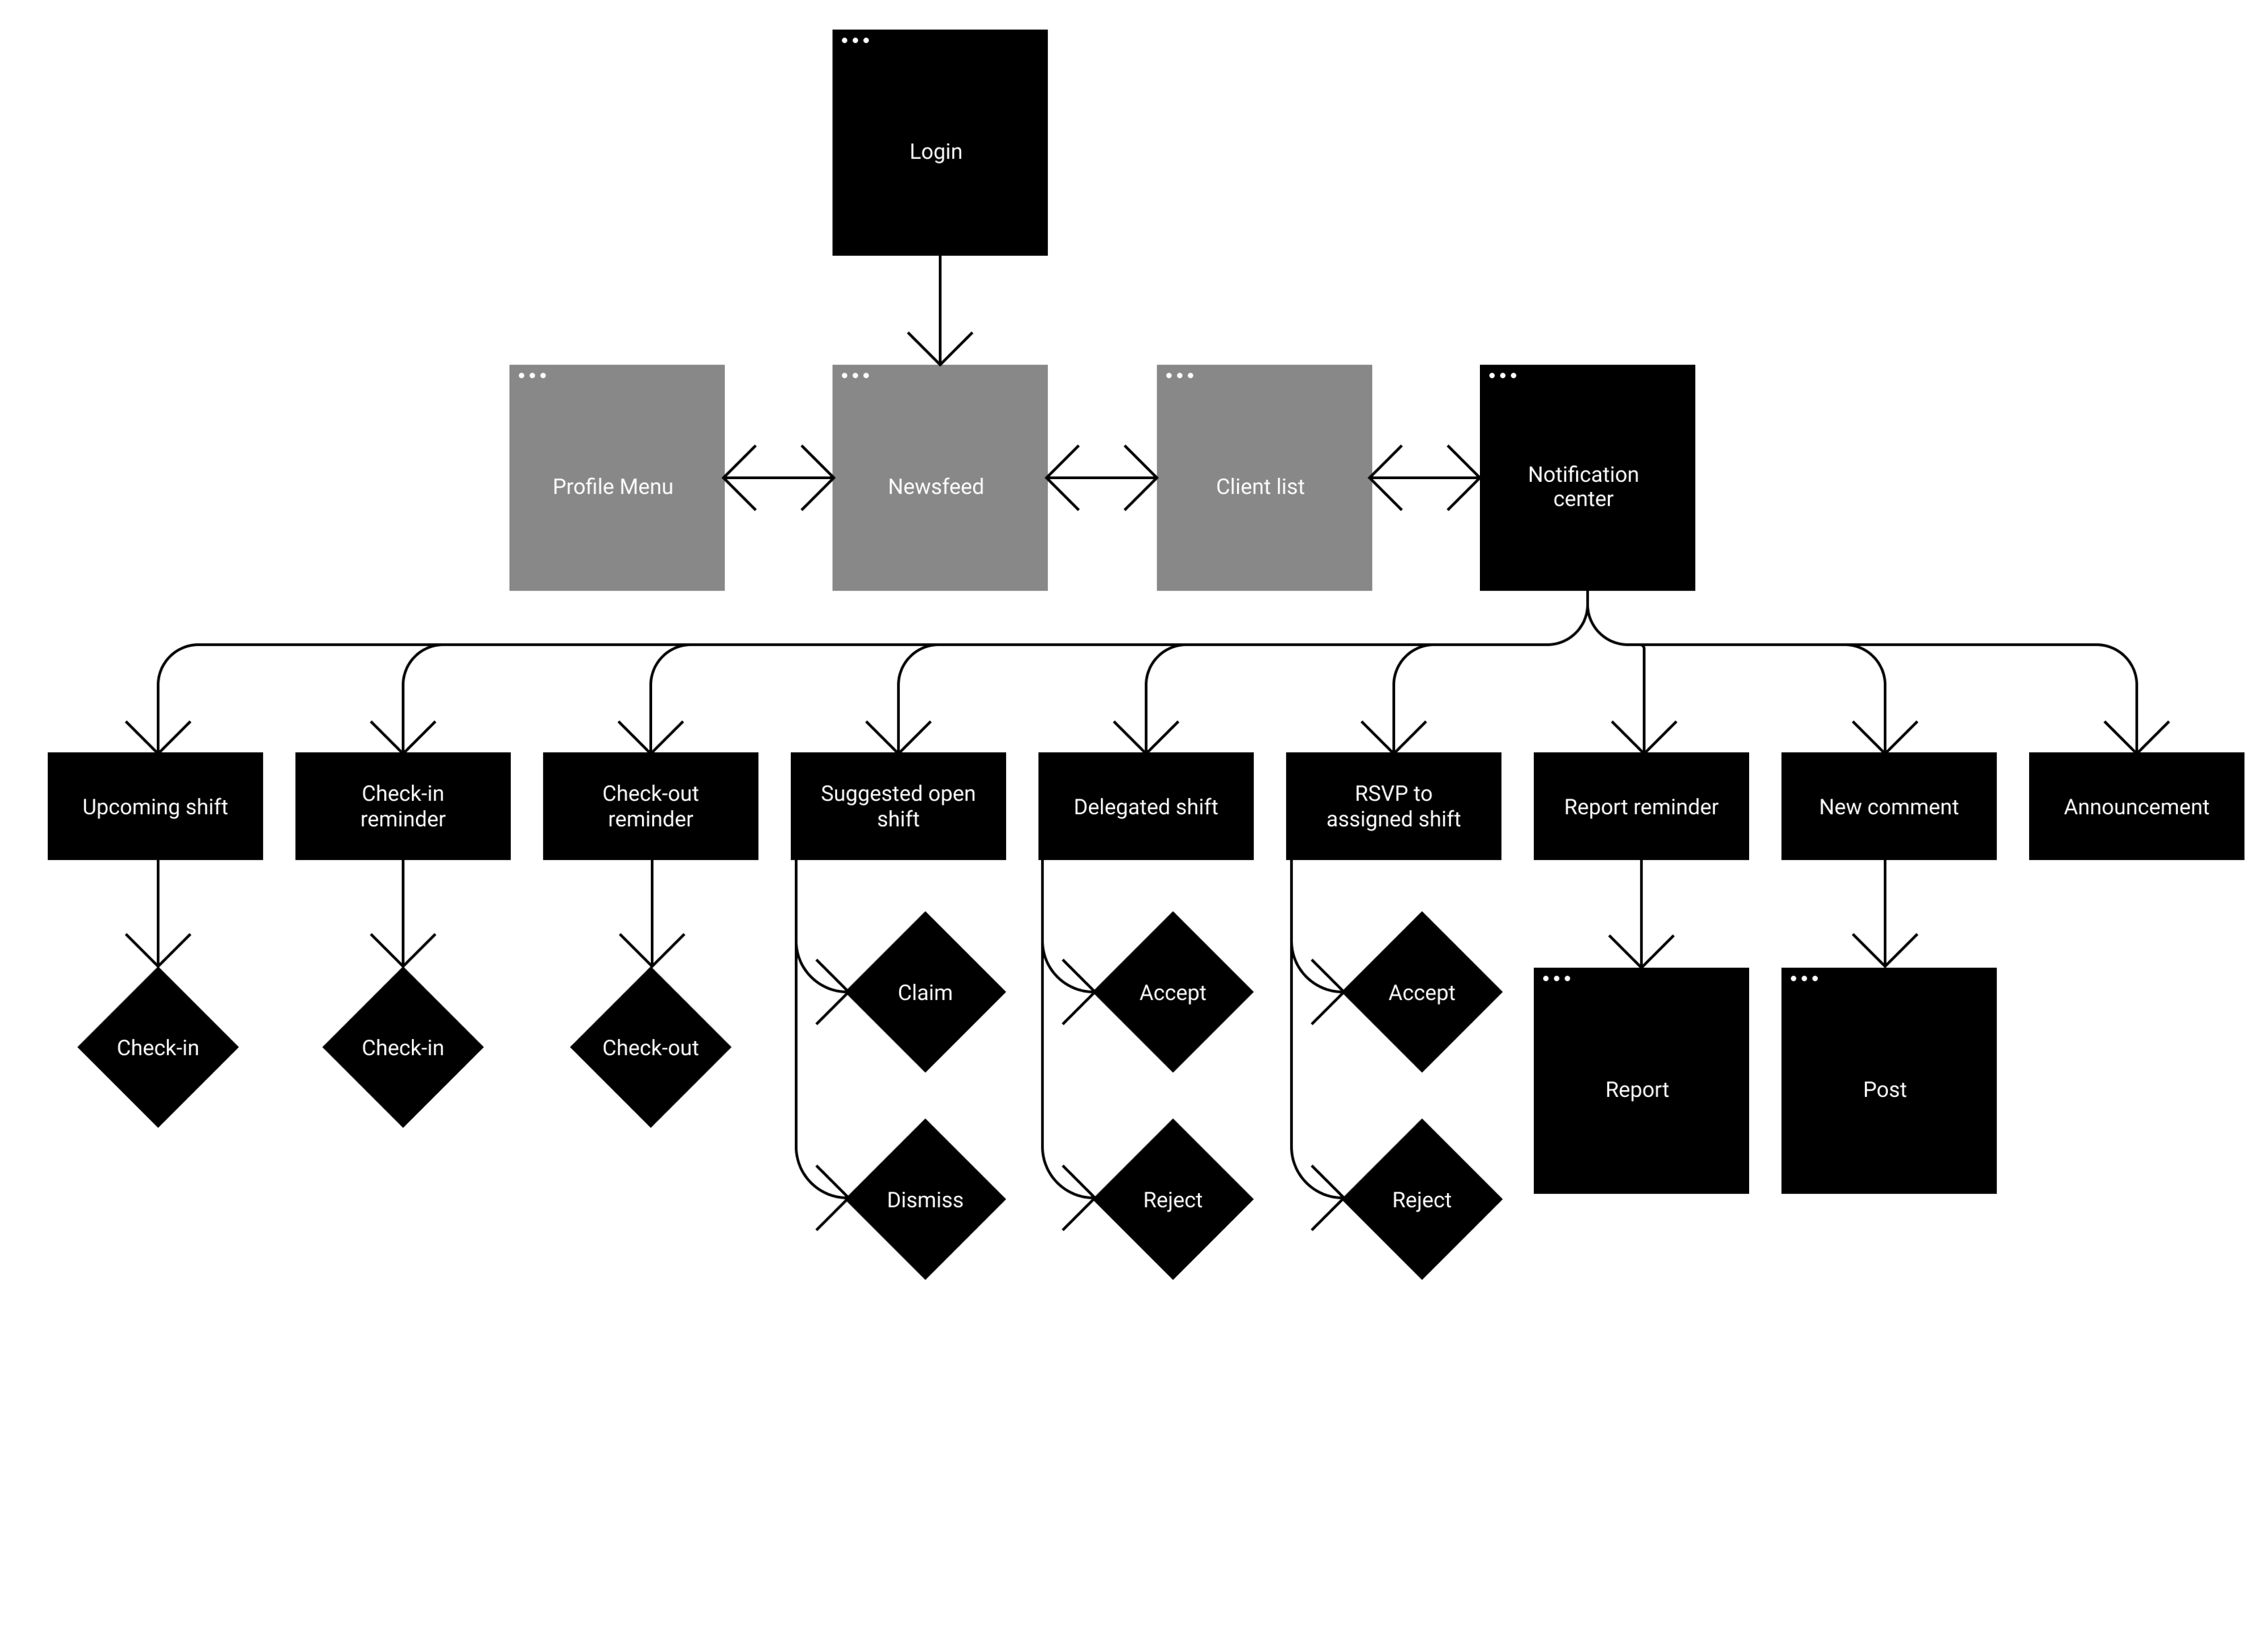 Login
Profile Menu
Newsfeed
Client list
Notification
center
Upcoming shift
Check-in
reminder
Check-out
reminder
Suggested open
shift
Delegated shift
RSVP to
assigned shift
Report reminder
New comment
Announcement
Claim
Accept
Accept
Check-in
Check-in
Check-out
Report
Post
Dismiss
Reject
Reject